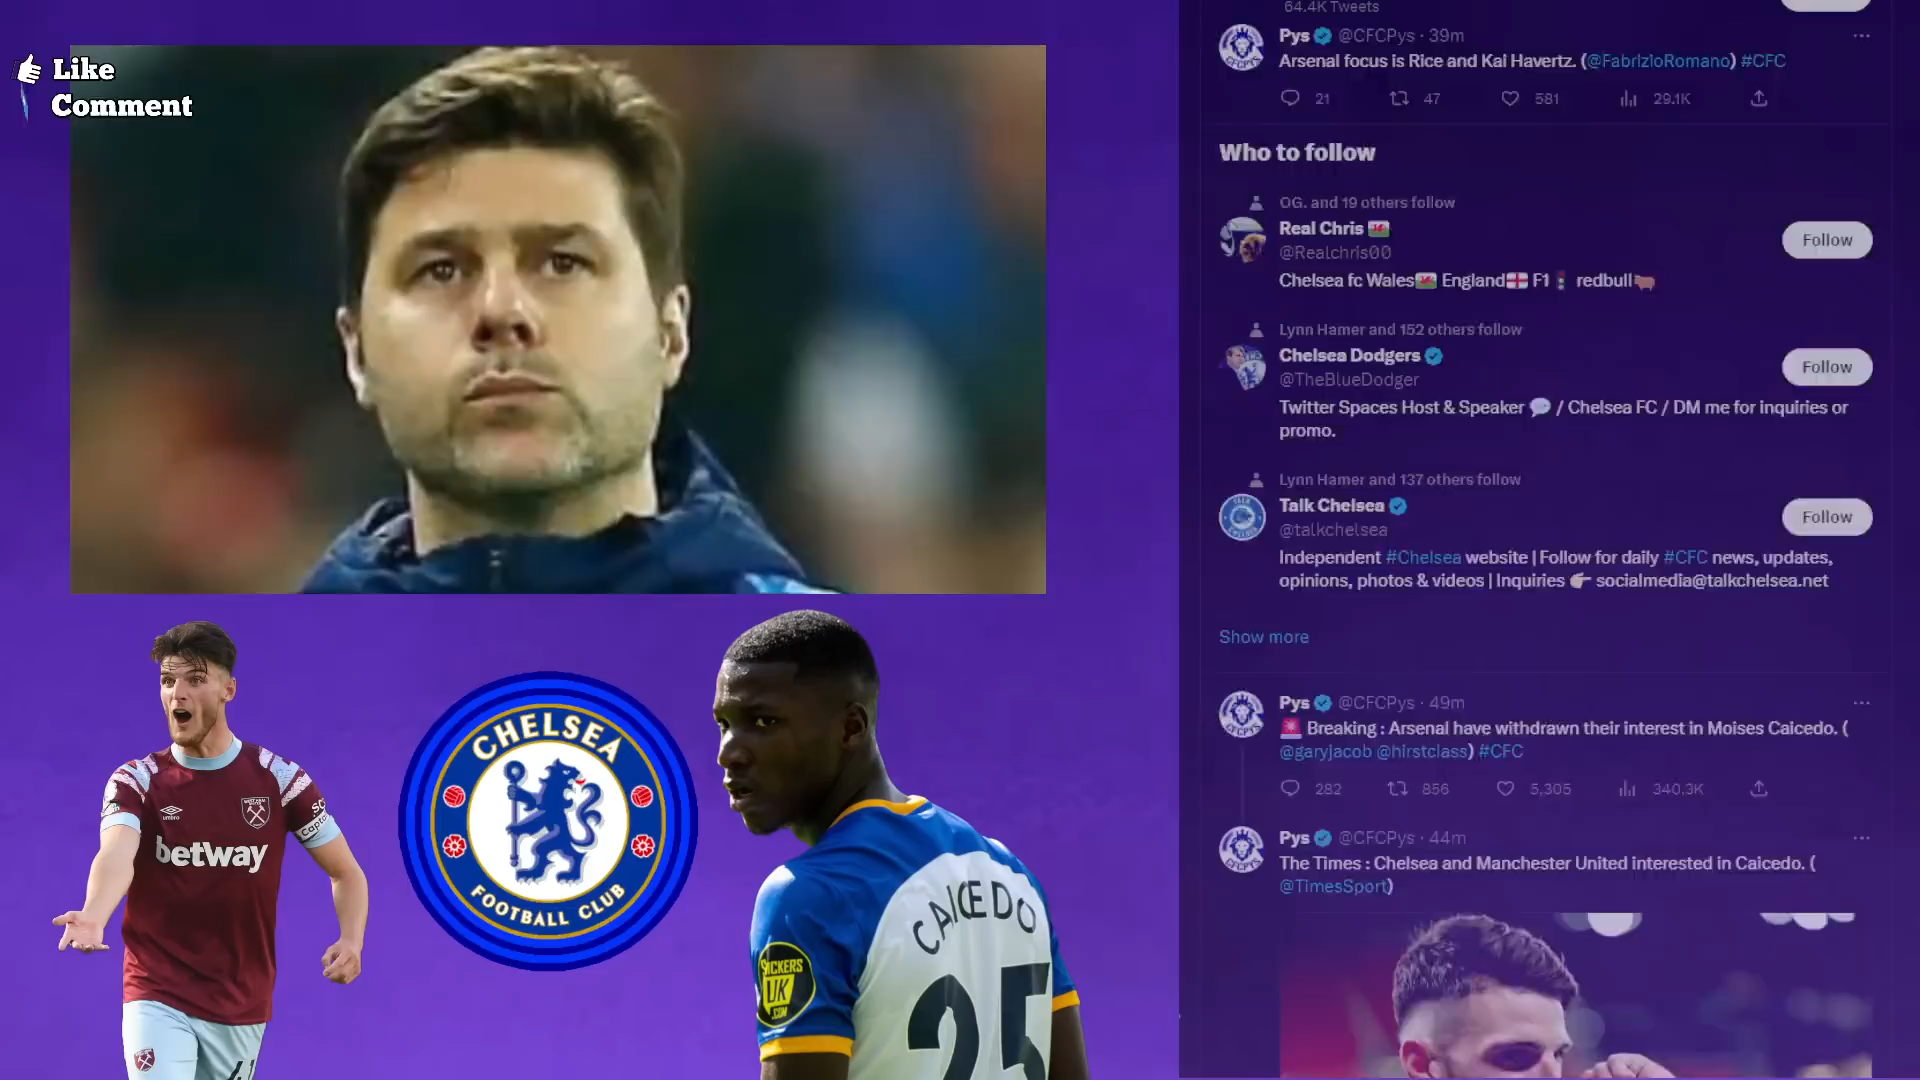 Like
Comment
umbro
betway
CHELSEA
FOOTBALL CLUB
CAICEDO
25
UK
.COM
64.4K Tweets
Pys @CFCPys · 39m
Arsenal focus is Rice and Kai Havertz. (@FabrizioRomano) #CFC
21 47 581 29.1K
Who to follow
OG. and 19 others follow
Real Chris
@Realchris00
Follow
Chelsea fc Wales🏴󠁧󠁢󠁷󠁬󠁳󠁿 England🏴󠁧󠁢󠁥󠁮󠁧󠁿 F1🚦 redbull🐂
Lynn Hamer and 152 others follow
Chelsea Dodgers
@TheBlueDodger
Follow
Twitter Spaces Host & Speaker 💬 / Chelsea FC / DM me for inquiries or
promo.
Lynn Hamer and 137 others follow
Talk Chelsea
@talkchelsea
Follow
Independent #Chelsea website | Follow for daily #CFC news, updates,
opinions, photos & videos | Inquiries 👉 socialmedia@talkchelsea.net
Show more
Pys @CFCPys · 49m
🚨 Breaking : Arsenal have withdrawn their interest in Moises Caicedo. (
@garyjacob @hirstclass) #CFC
282 856 5,305 340.3K
Pys @CFCPys · 44m
The Times : Chelsea and Manchester United interested in Caicedo. (
@TimesSport)